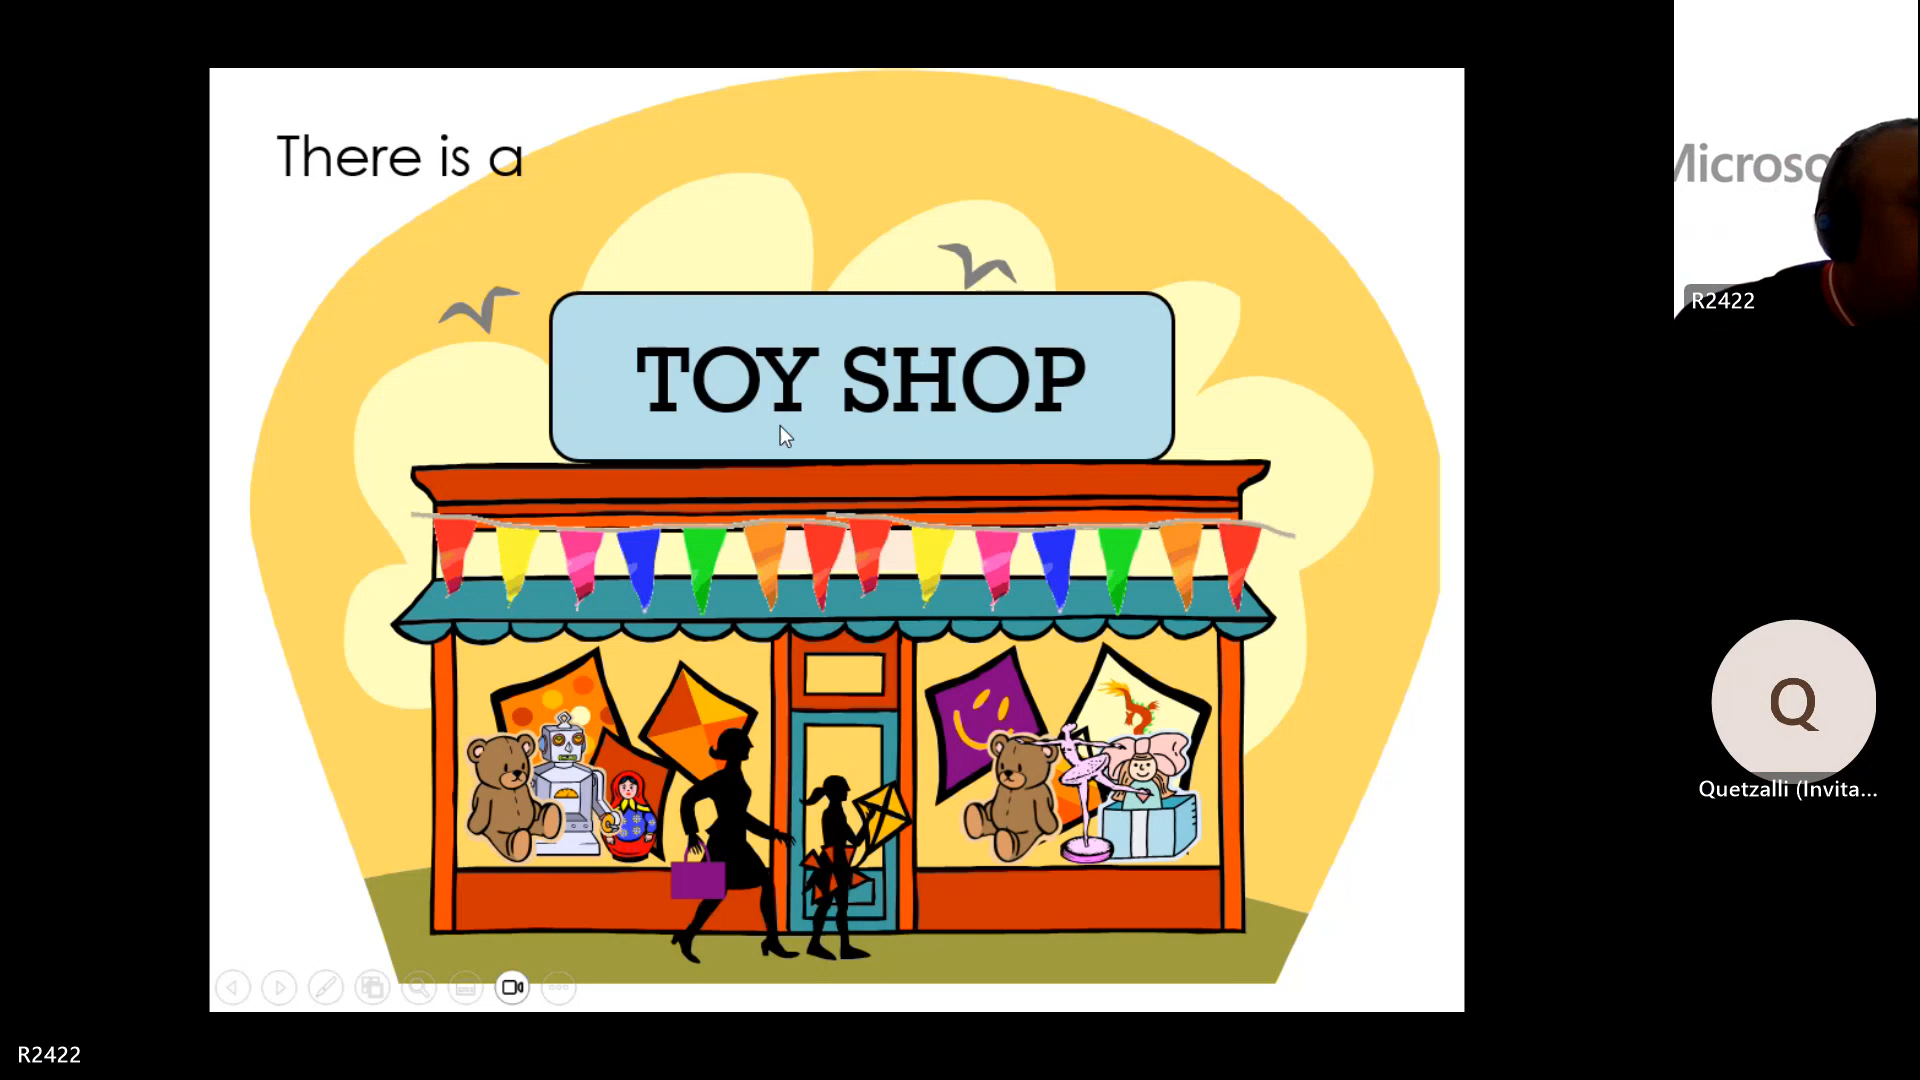 There is a
TOY SHOP
Microso
R2422
Q
Quetzalli (Invita...
R2422